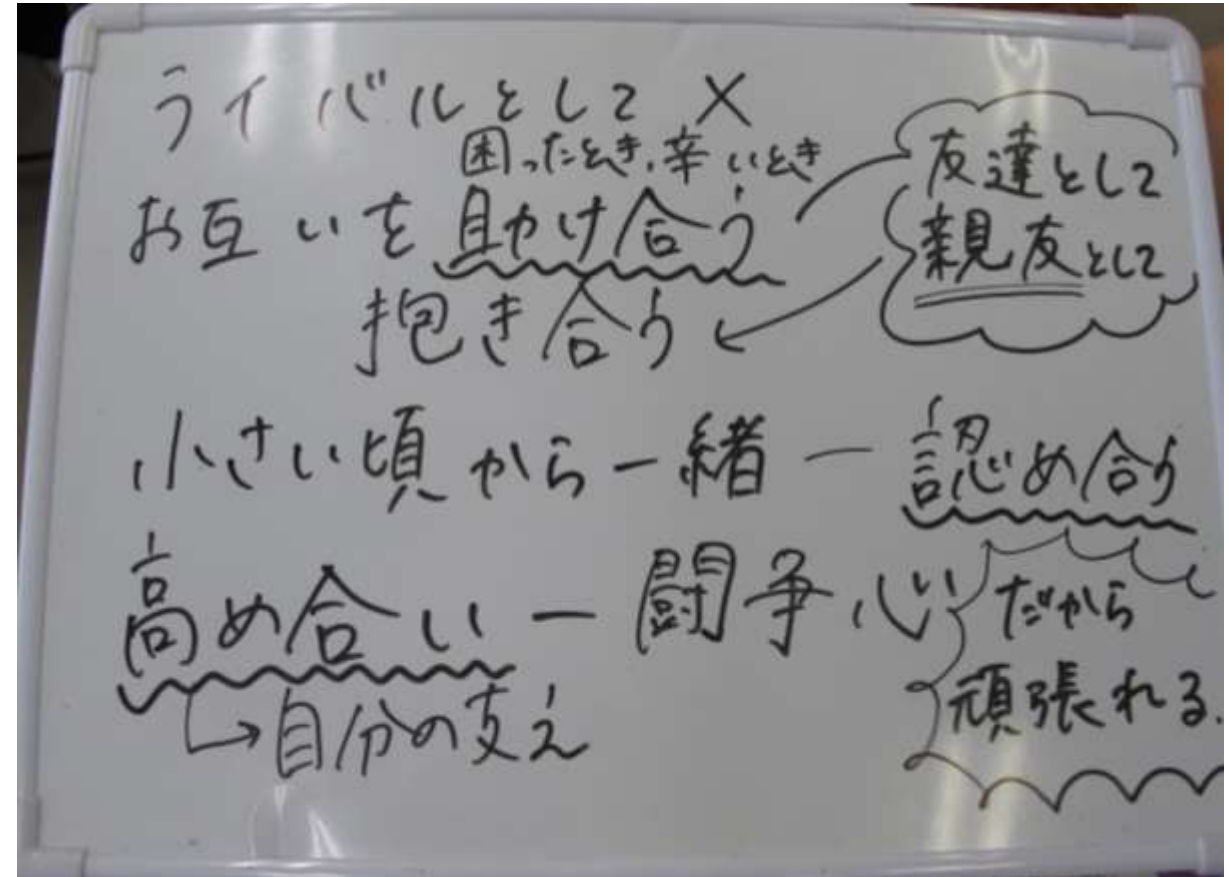 ライバルとして ×
困ったとき、辛いとき
お互いを助け合う
友達として
親友として
抱き合う
小さい頃から一緒ー認め合う
高め合いー闘争心
だから
頑張れる.
→自分の支え